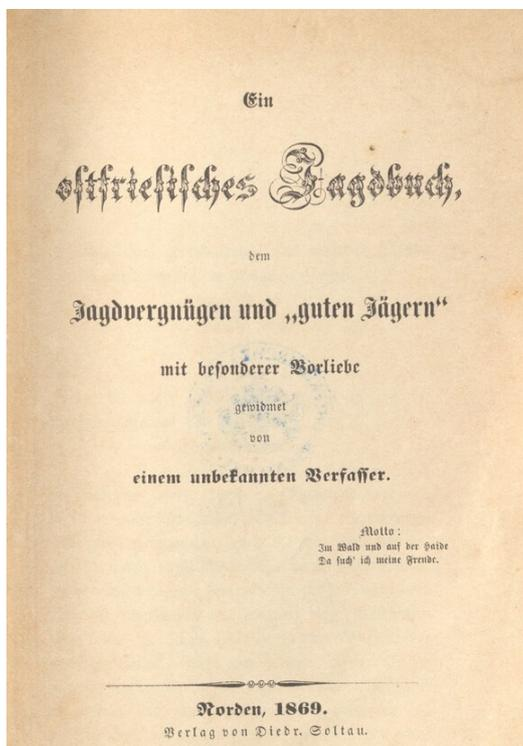 Ein
ostfriesisches Jagdbuch,
dem
Jagdvergnügen und „guten Jägern“
mit besonderer Vorliebe
gewidmet
von
einem unbekannten Verfasser.
Motto:
Im Wald und auf der Haide
Da such' ich meine Freude.
Norden, 1869.
Verlag von Diedr. Soltau.